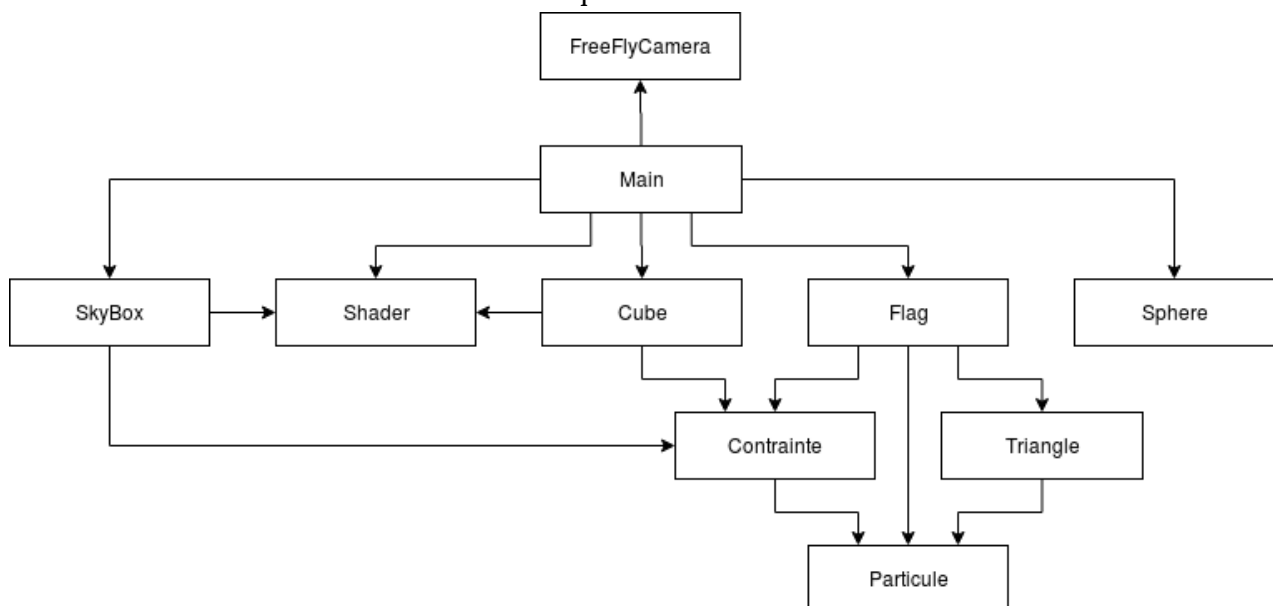 FreeFlyCamera
Main
SkyBox
Shader
Cube
Flag
Sphere
Contrainte
Triangle
Particule